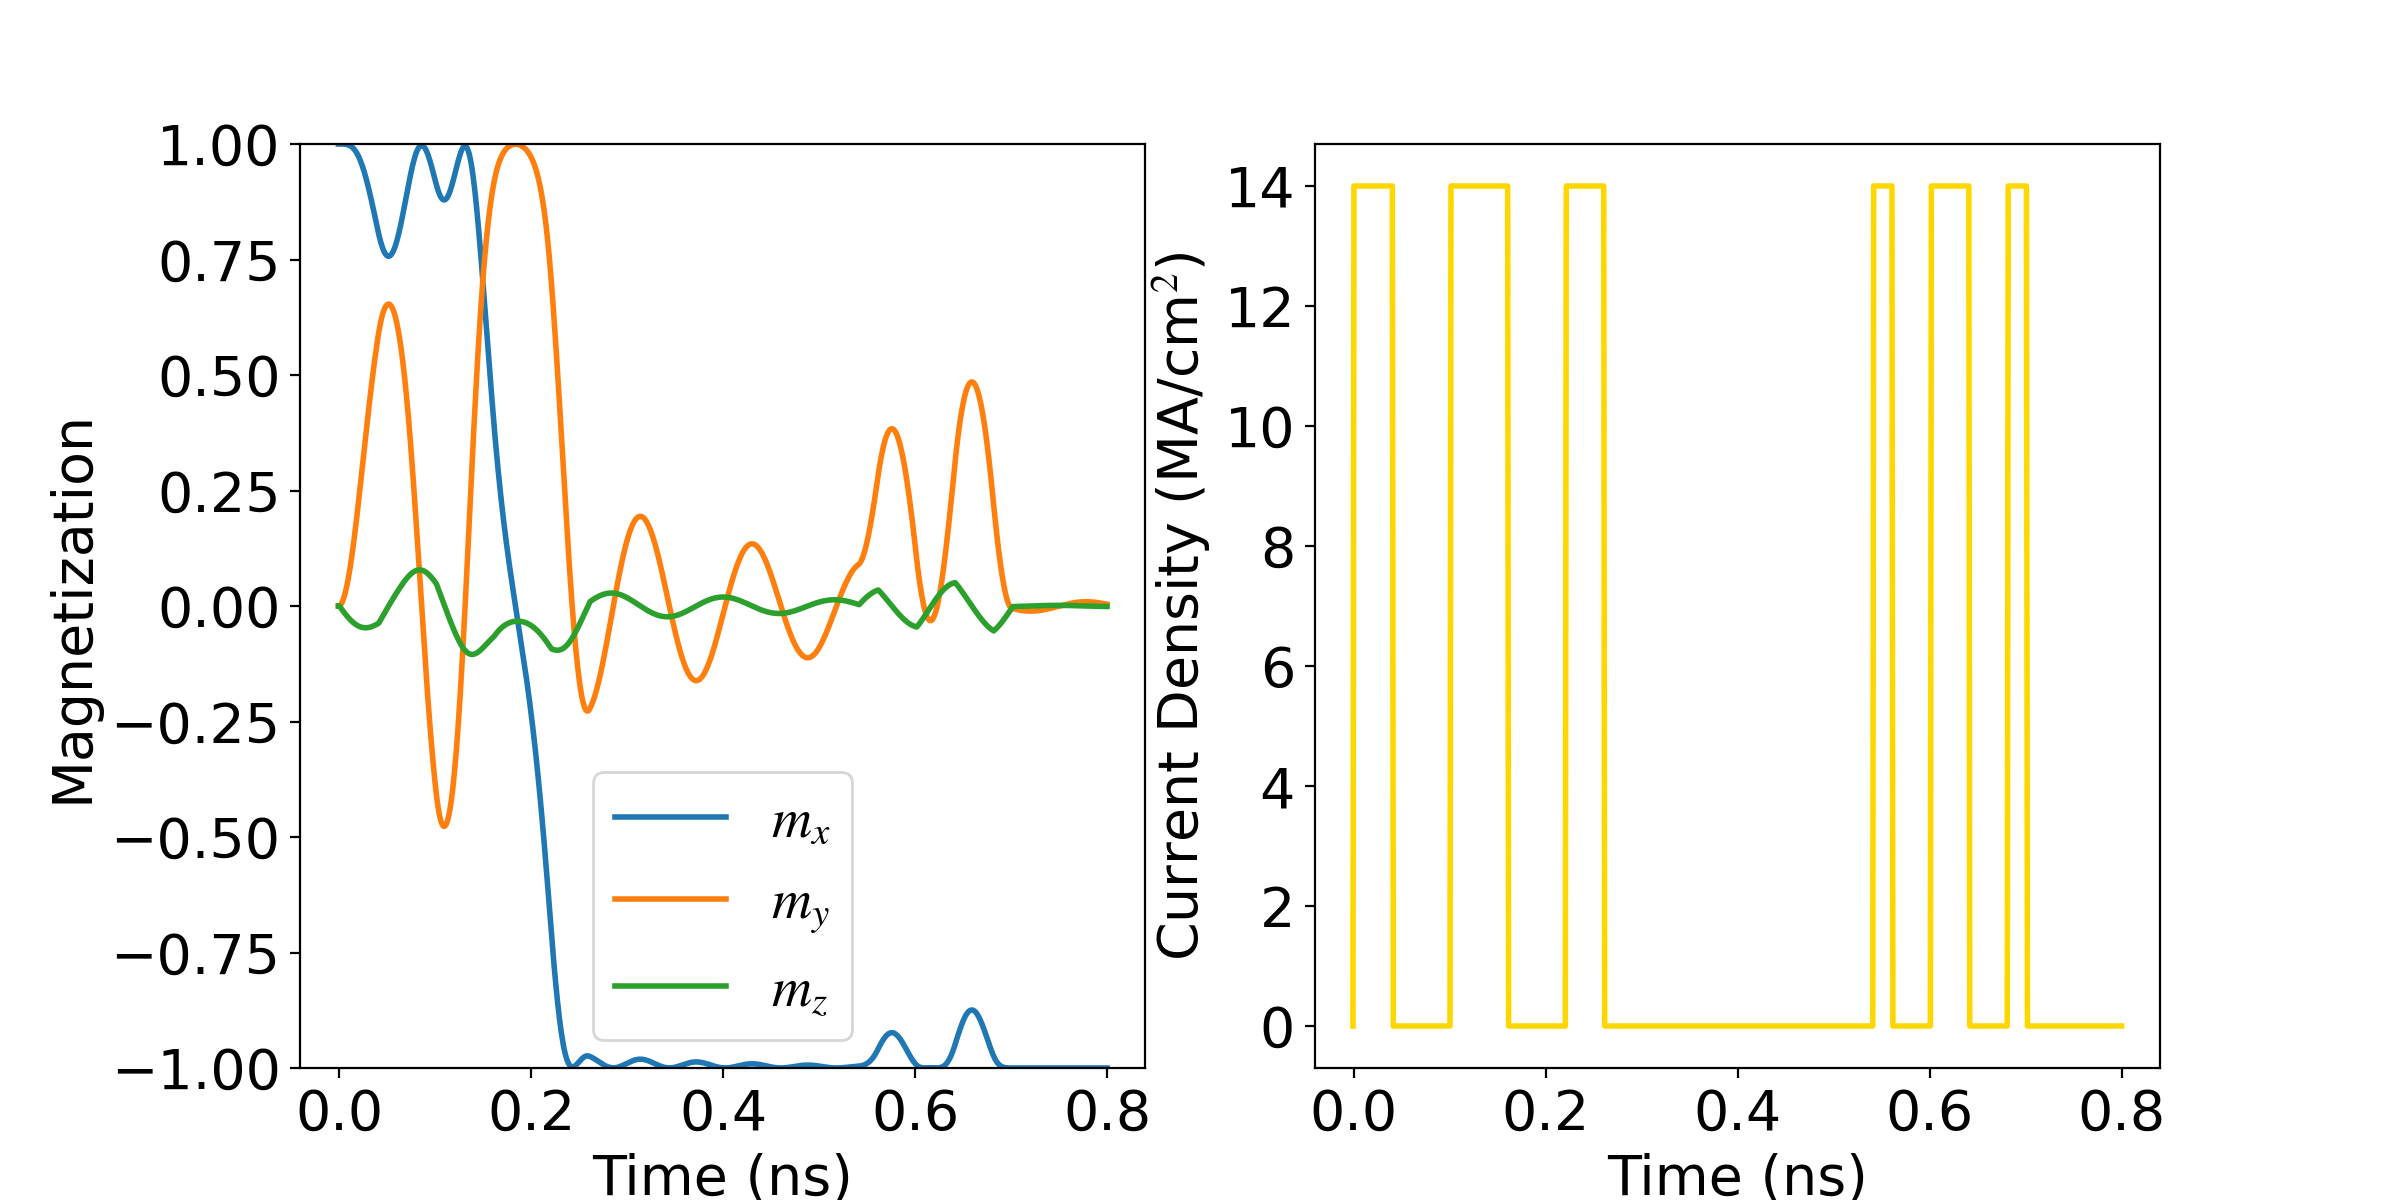 Magnetization
1.00
0.75
0.50
0.25
0.00
−0.25
−0.50
−0.75
−1.00
0.0 0.2 0.4 0.6 0.8
Time (ns)
m_x
m_y
m_z
Current Density (MA/cm²)
14
12
10
8
6
4
2
0
0.0 0.2 0.4 0.6 0.8
Time (ns)